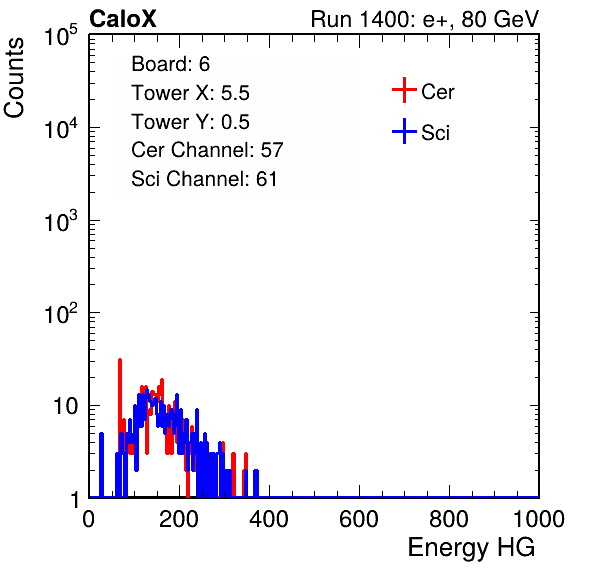 CaloX Run 1400: e+, 80 GeV
Counts
Board: 6
Tower X: 5.5
Tower Y: 0.5
Cer Channel: 57
Sci Channel: 61
Cer
Sci
10^5
10^4
10^3
10^2
10
1
0 200 400 600 800 1000
Energy HG